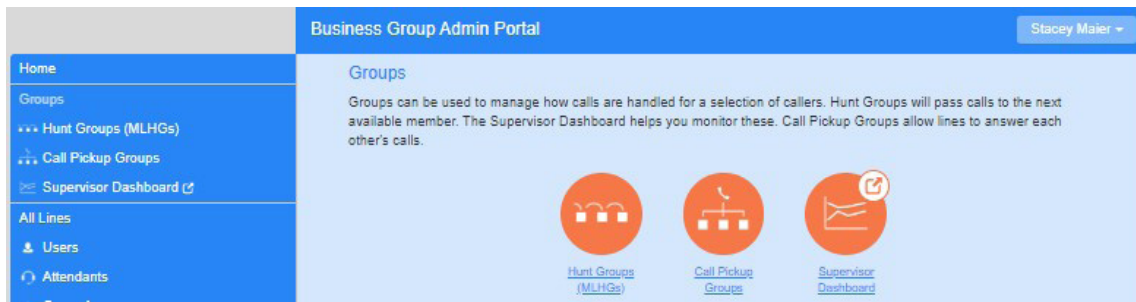 Business Group Admin Portal
Stacey Maier
Home
Groups
Hunt Groups (MLHGs)
Call Pickup Groups
Supervisor Dashboard
All Lines
Users
Attendants
Groups
Groups can be used to manage how calls are handled for a selection of callers. Hunt Groups will pass calls to the next
available member. The Supervisor Dashboard helps you monitor these. Call Pickup Groups allow lines to answer each
other's calls.
Hunt Groups
(MLHGs)
Call Pickup
Groups
Supervisor
Dashboard